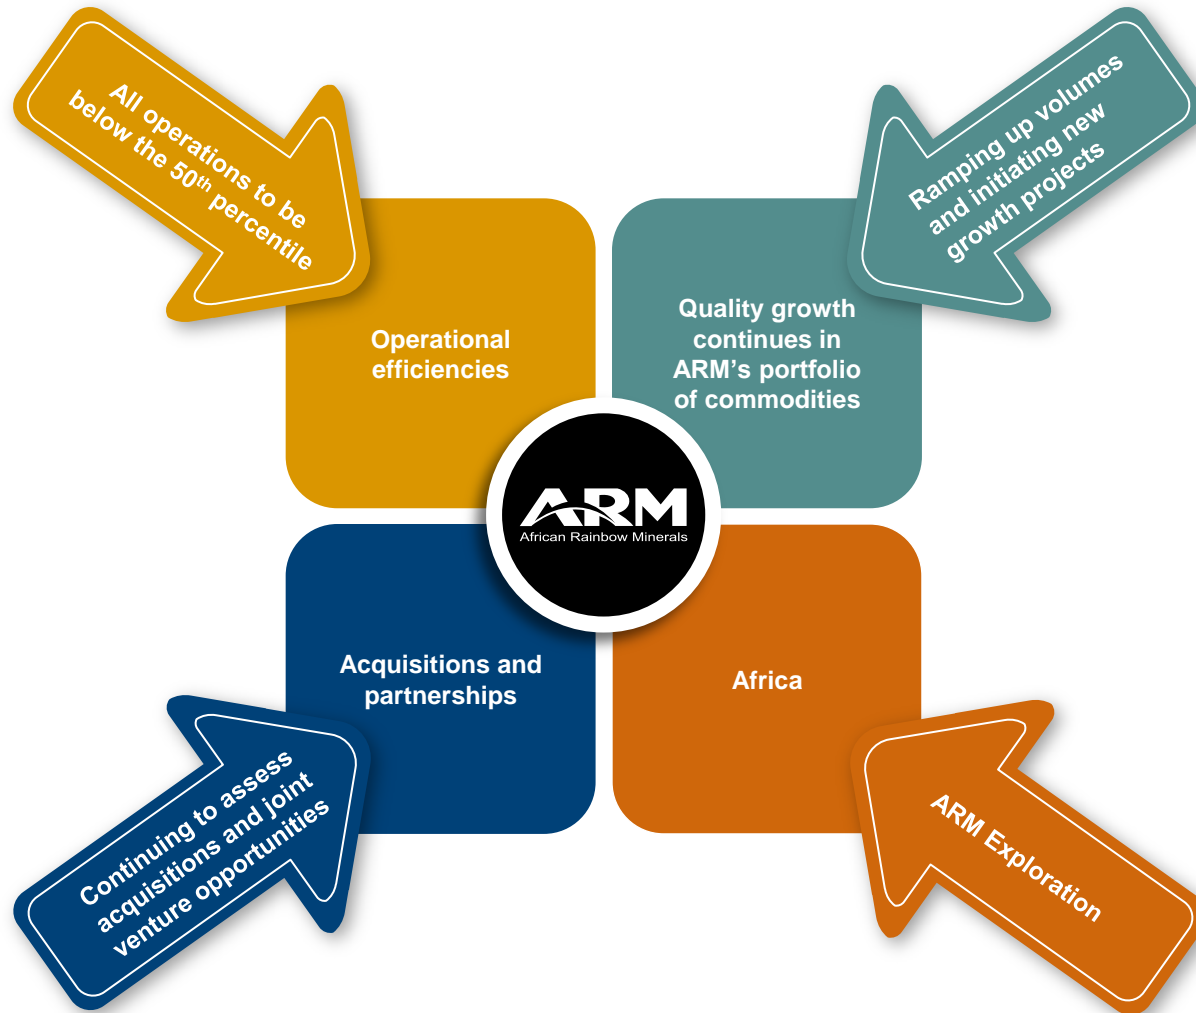 All operations to be
below the 50th percentile
Ramping up volumes
and initiating new
growth projects
Operational
efficiencies
Quality growth
continues in
ARM's portfolio
of commodities
ARM
African Rainbow Minerals
Acquisitions and
partnerships
Africa
Continuing to assess
acquisitions and joint
venture opportunities
ARM Exploration